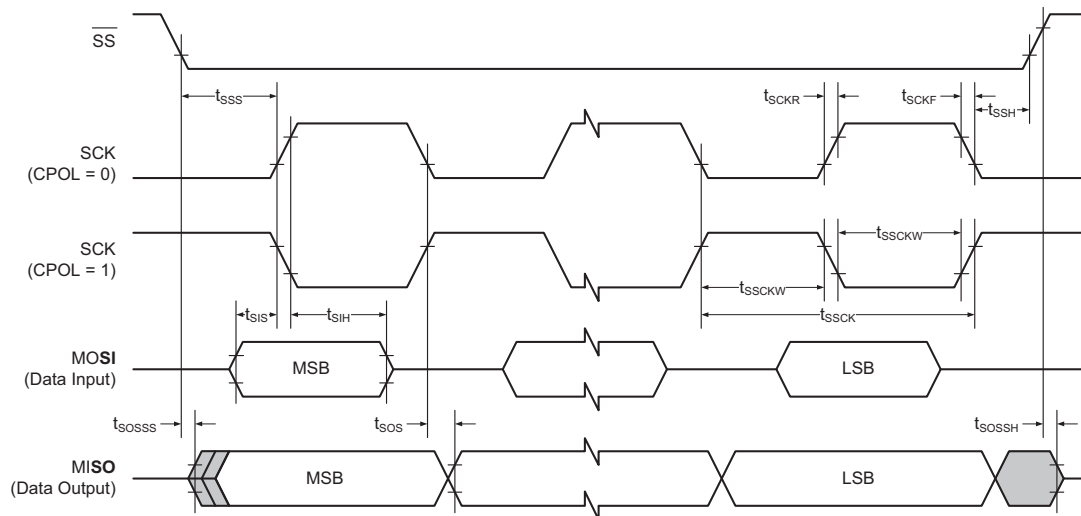 SS
tSSS
tSCKR
tSCKF
tSSH
SCK
(CPOL = 0)
SCK
(CPOL = 1)
tSSCKW
tSSCKW
tSSCK
tSIS
tSIH
MOSI
(Data Input)
MSB
LSB
tSOSSS
tSOS
tSOSSH
MISO
(Data Output)
MSB
LSB